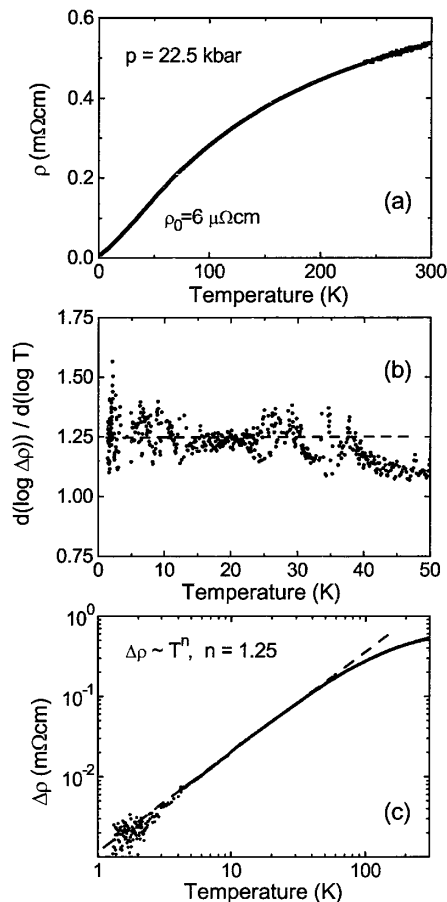 0.6
0.4
0.2
0.0
ρ (mΩcm)
p = 22.5 kbar
ρ₀=6 μΩcm
(a)
0 100 200 300
Temperature (K)
1.75
1.50
1.25
1.00
0.75
d(log Δρ)) / d(log T)
(b)
0 10 20 30 40 50
Temperature (K)
10⁰
10⁻¹
10⁻²
Δρ (mΩcm)
Δρ ~ Tⁿ, n = 1.25
(c)
1 10 100
Temperature (K)